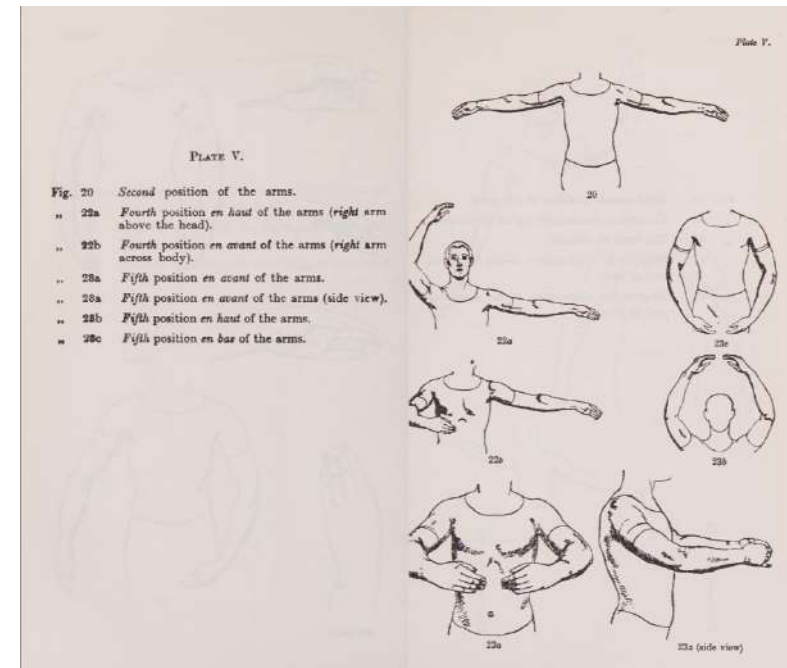 PLATE V.
Fig. 20 Second position of the arms.
„ 22a Fourth position en haut of the arms (right arm
above the head).
„ 22b Fourth position en avant of the arms (right arm
across body).
„ 23a Fifth position en avant of the arms.
„ 23a Fifth position en avant of the arms (side view).
„ 23b Fifth position en haut of the arms.
„ 23c Fifth position en bas of the arms.
Plate V.
20
22a
23c
22b
23b
23a
23a (side view)